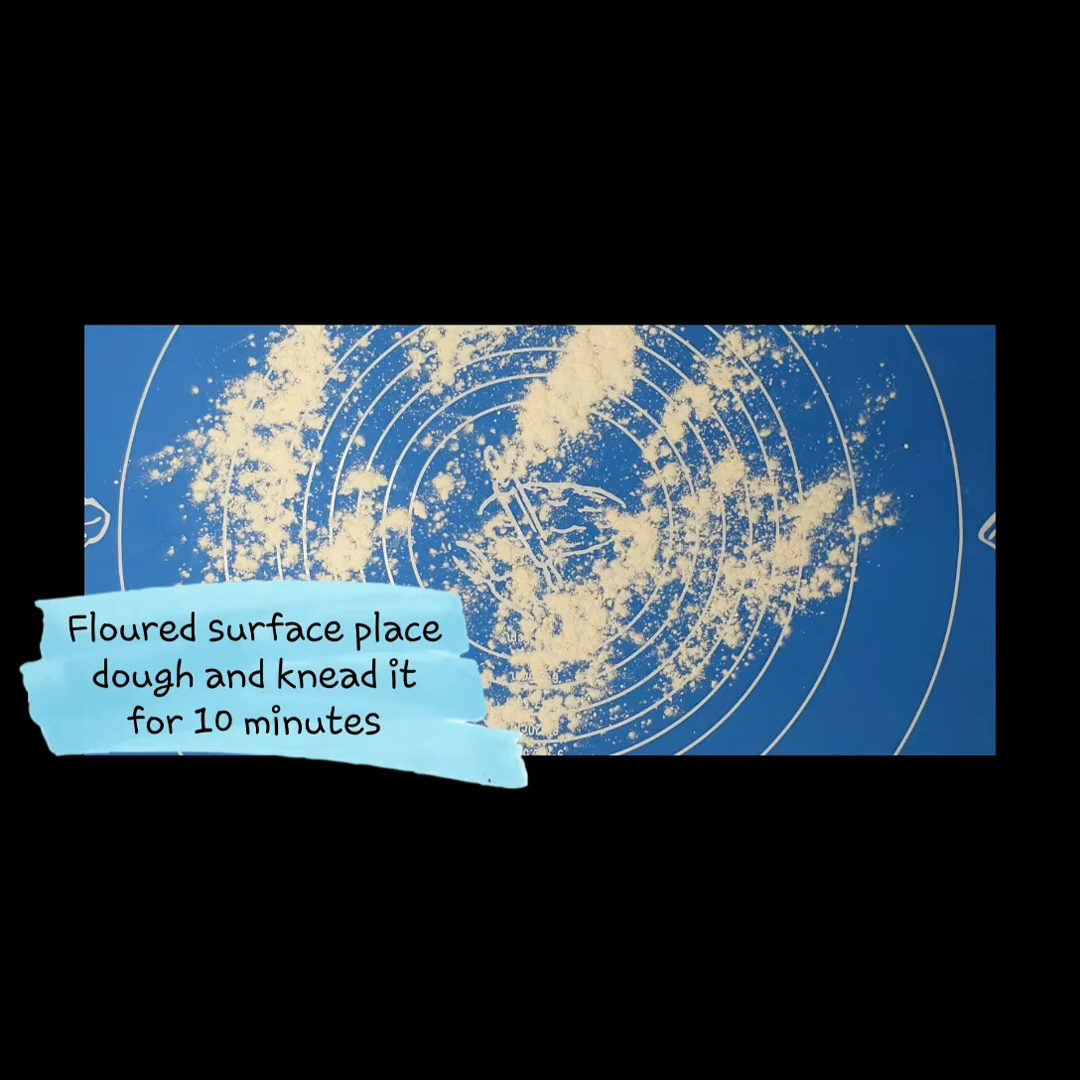 Floured surface place
dough and knead it
for 10 minutes